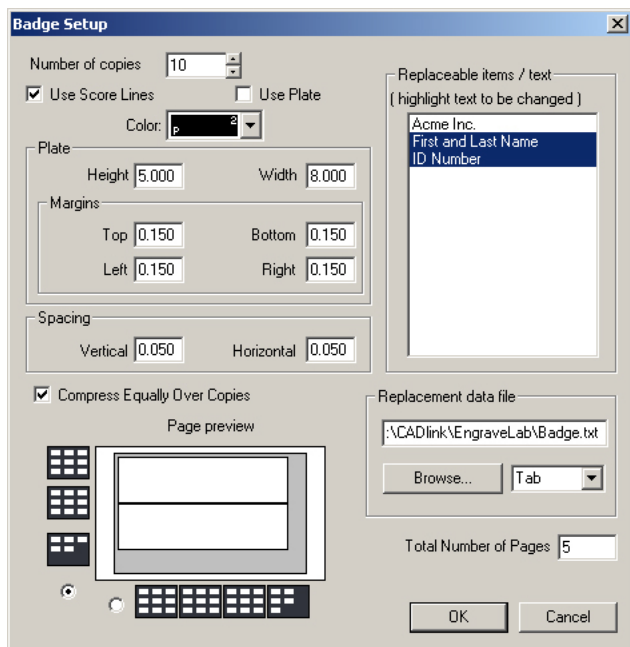 Badge Setup
Number of copies 10
Use Score Lines Use Plate
Color: P 2
Plate
Height 5.000 Width 8.000
Margins
Top 0.150 Bottom 0.150
Left 0.150 Right 0.150
Spacing
Vertical 0.050 Horizontal 0.050
Compress Equally Over Copies
Page preview
Replaceable items / text
( highlight text to be changed )
Acme Inc.
First and Last Name
ID Number
Replacement data file
:\CADlink\EngraveLab\Badge.txt
Browse... Tab
Total Number of Pages 5
OK Cancel